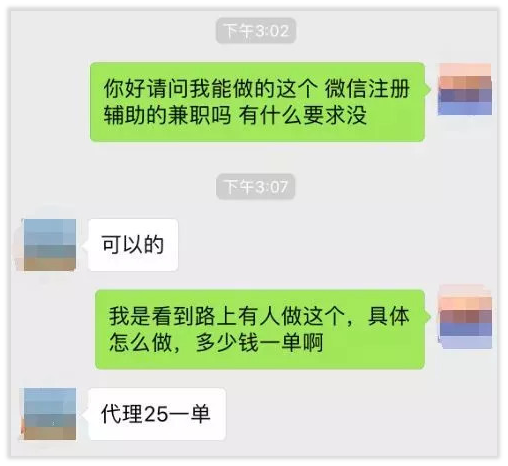 下午3:02
你好请问我能做的这个 微信注册
辅助的兼职吗 有什么要求没
下午3:07
可以的
我是看到路上有人做这个，具体
怎么做，多少钱一单啊
代理25一单